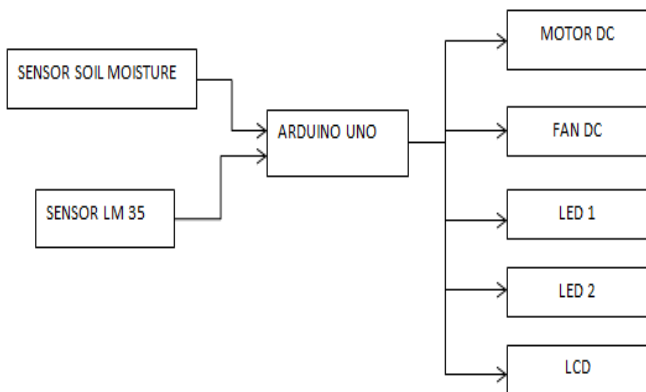 MOTOR DC
SENSOR SOIL MOISTURE
ARDUINO UNO
FAN DC
SENSOR LM 35
LED 1
LED 2
LCD